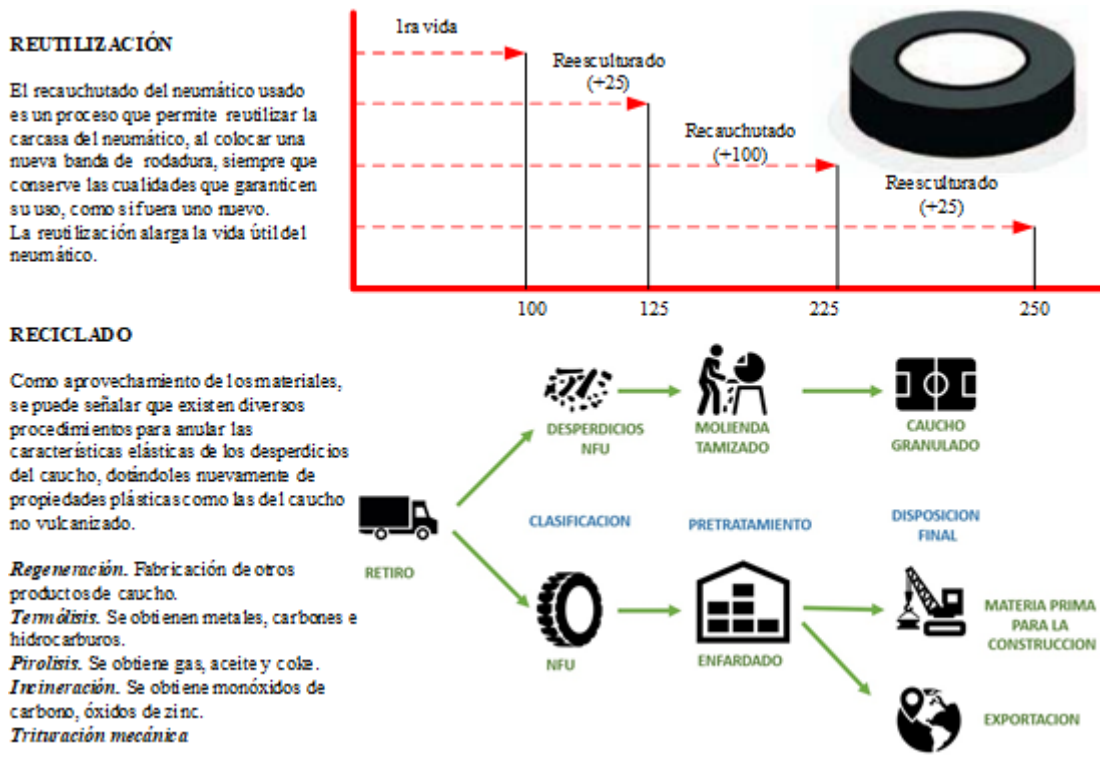 REUTILIZACIÓN
El recauchutado del neumático usado
es un proceso que permite reutilizar la
carcasa del neumático, al colocar una
nueva banda de rodadura, siempre que
conserve las cualidades que garanticen
su uso, como si fuera uno nuevo.
La reutilización alarga la vida útil del
neumático.
1ra vida
Reesculturado
(+25)
Recauchutado
(+100)
Reesculturado
(+25)
100 125 225 250
RECICLADO
Como aprovechamiento de los materiales,
se puede señalar que existen diversos
procedimientos para anular las
características elásticas de los desperdicios
del caucho, dotándoles nuevamente de
propiedades plásticas como las del caucho
no vulcanizado.
Regeneración. Fabricación de otros
productos de caucho.
Termólisis. Se obtienen metales, carbones e
hidrocarburos.
Pirolisis. Se obtiene gas, aceite y coke.
Incineración. Se obtiene monóxidos de
carbono, óxidos de zinc.
Trituración mecánica
RETIRO
DESPERDICIOS
NFU
MOLIENDA
TAMIZADO
CAUCHO
GRANULADO
CLASIFICACION
PRETRATAMIENTO
DISPOSICION
FINAL
NFU
ENFARDADO
MATERIA PRIMA
PARA LA
CONSTRUCCION
EXPORTACION